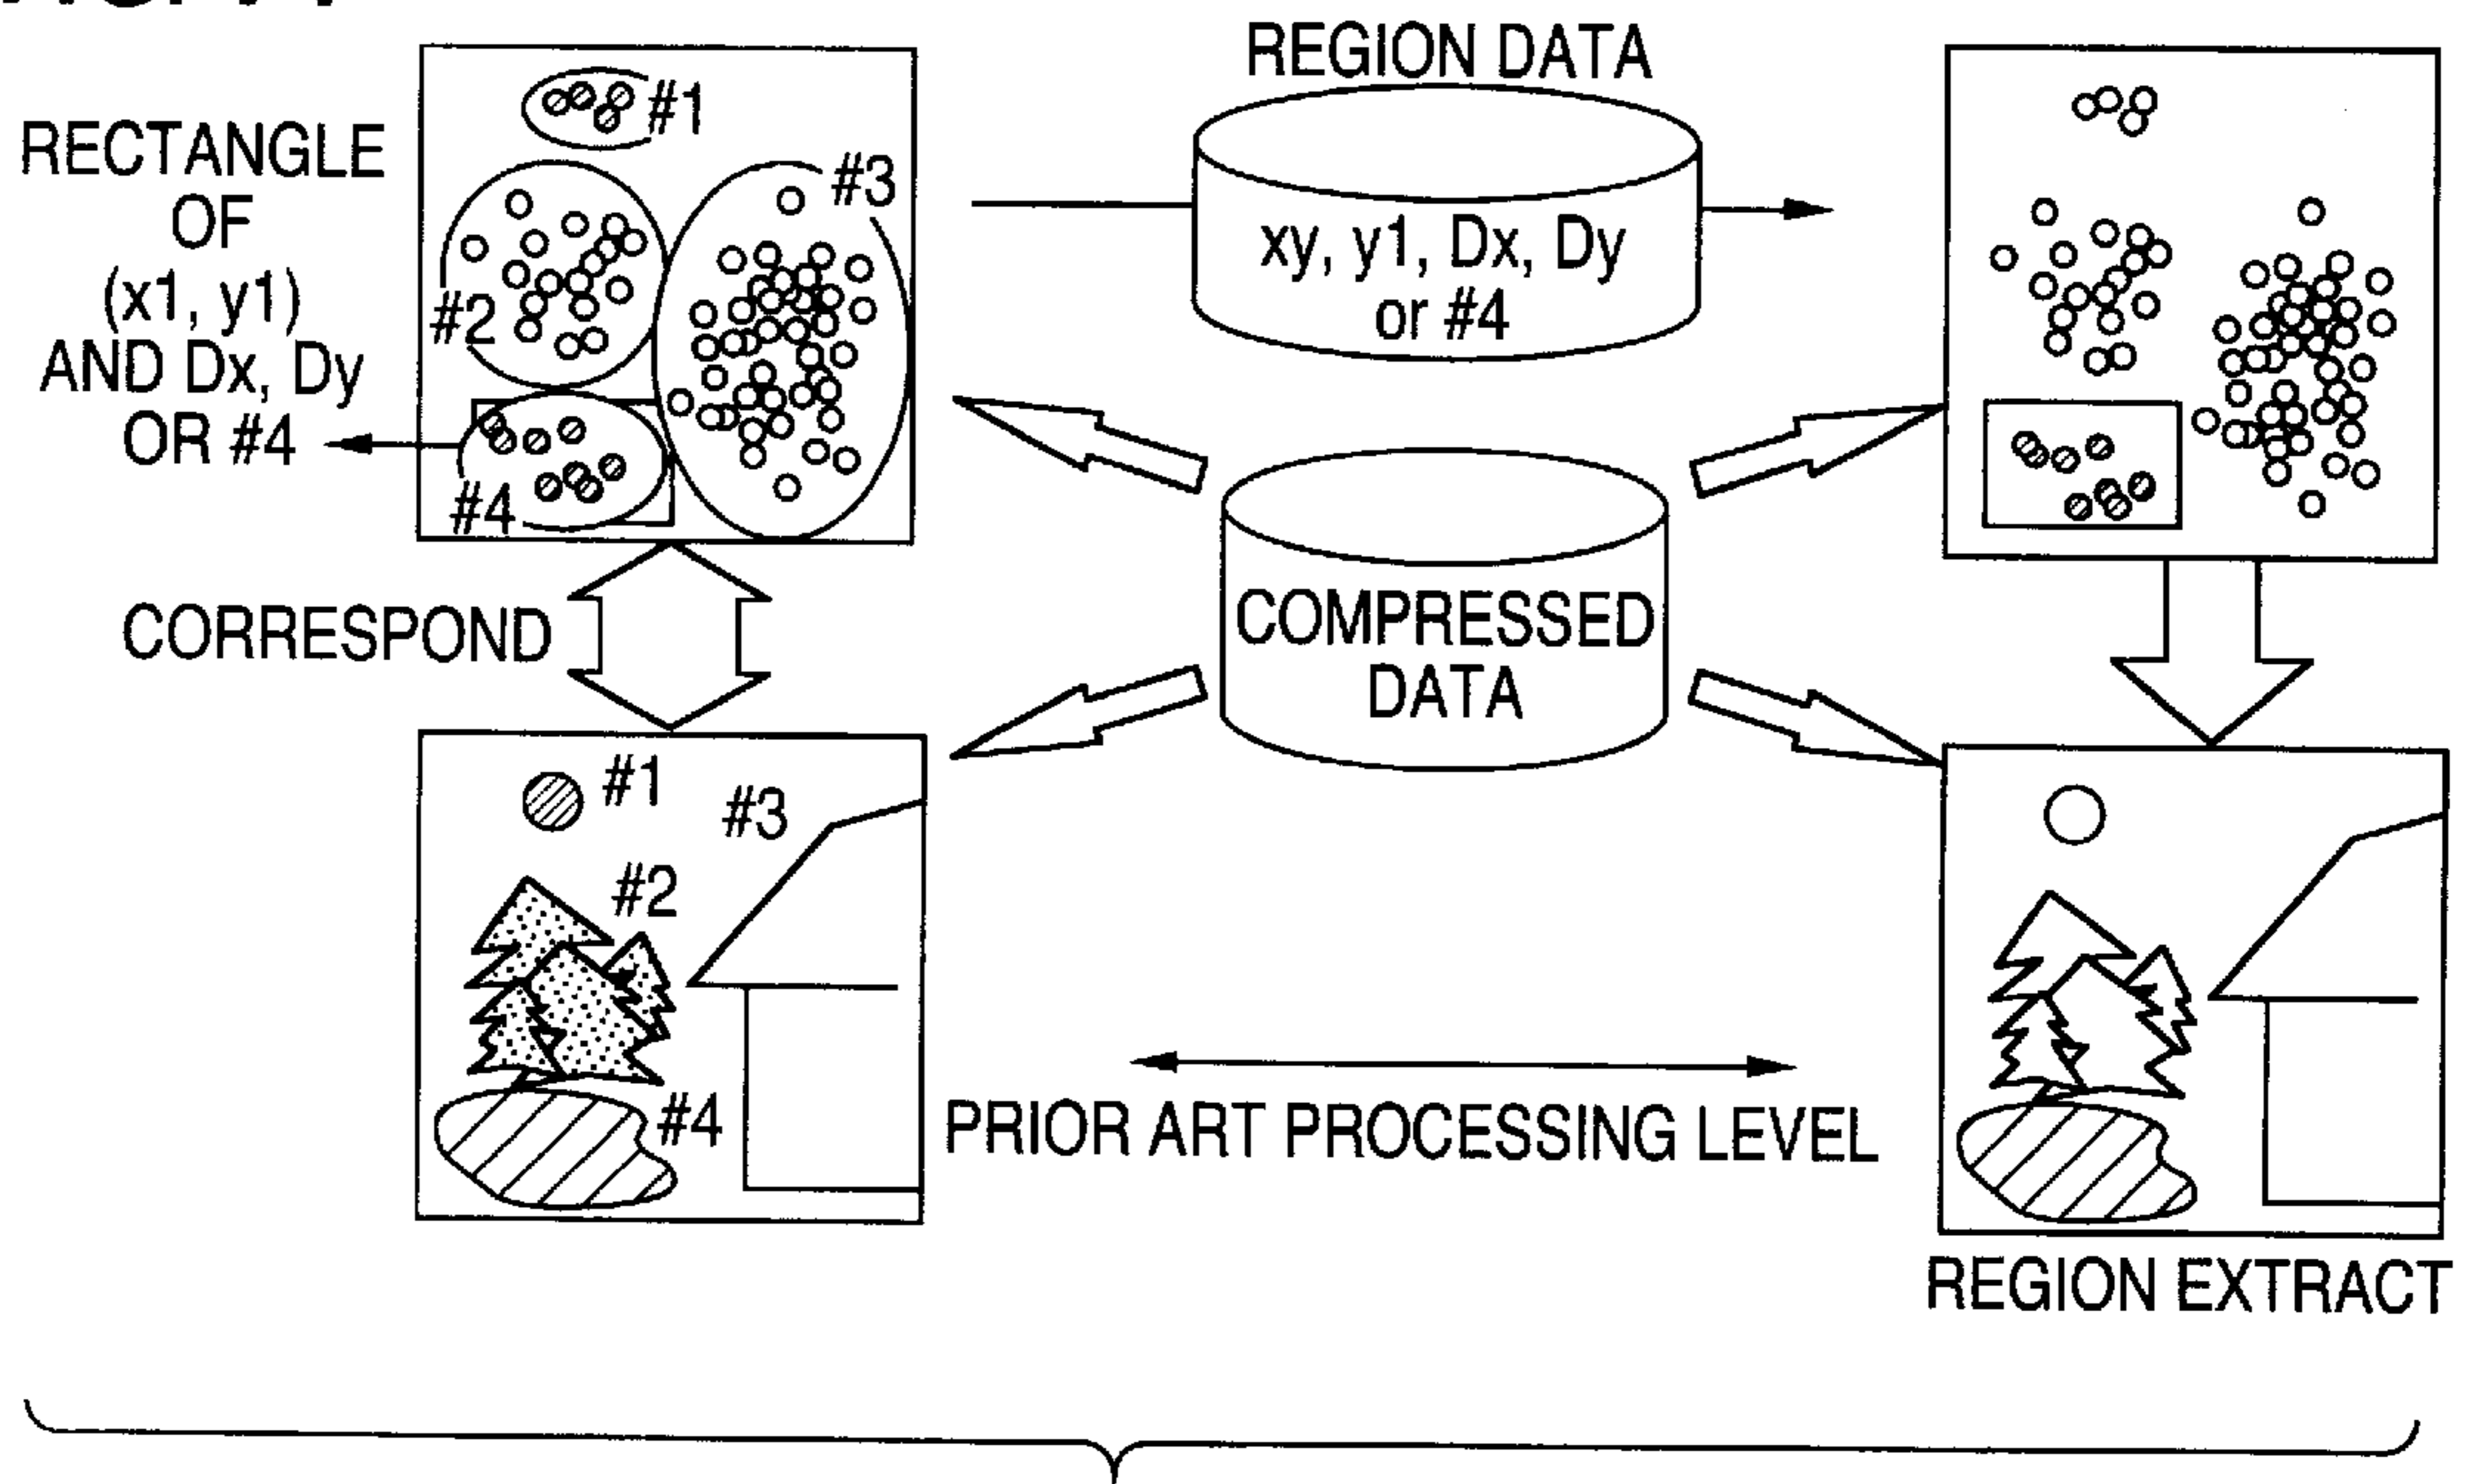 RECTANGLE
OF
(x1, y1)
AND Dx, Dy
OR #4
#1
#2
#3
#4
REGION DATA
xy, y1, Dx, Dy
or #4
CORRESPOND
COMPRESSED
DATA
#1
#3
#2
#4
PRIOR ART PROCESSING LEVEL
REGION EXTRACT